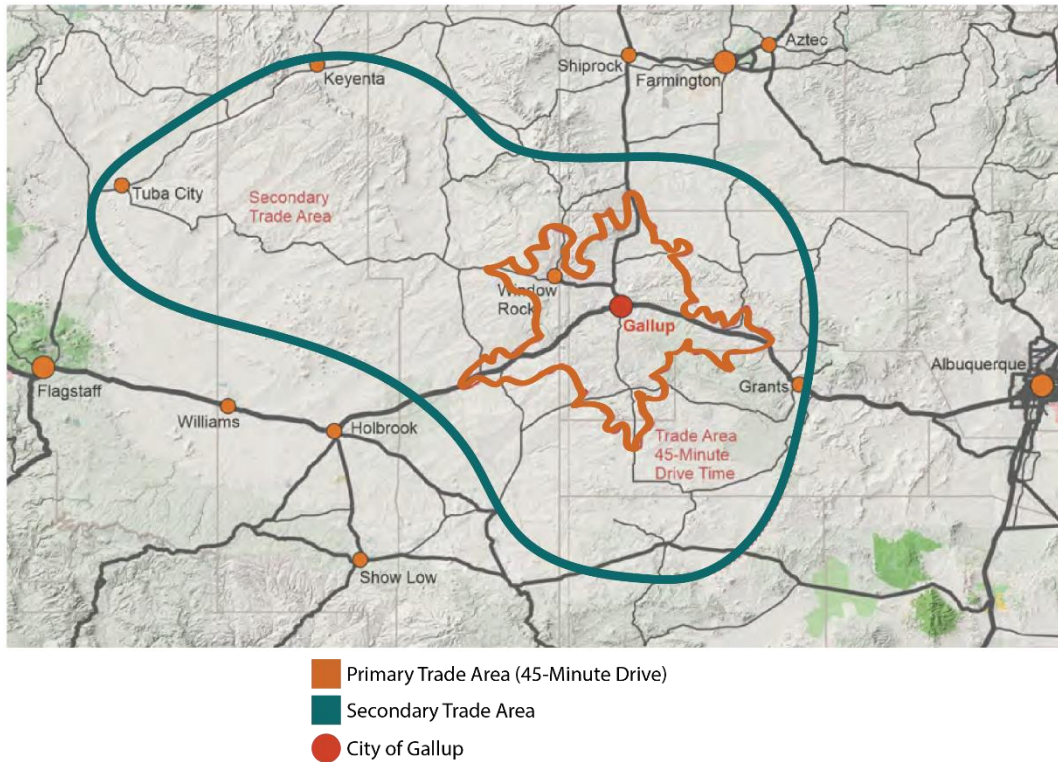 Aztec
Shiprock
Farmington
Keyenta
Tuba City
Secondary
Trade Area
Window
Rock
Gallup
Albuquerque
Flagstaff
Grants
Williams
Holbrook
Trade Area
45-Minute
Drive Time
Show Low
Primary Trade Area (45-Minute Drive)
Secondary Trade Area
City of Gallup